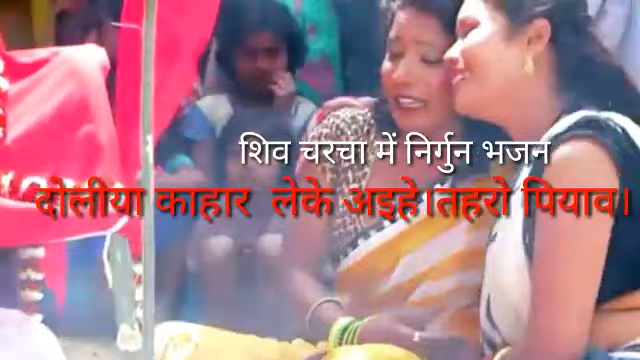 शिव चरचा में निर्गुन भजन
दोलीया काहार लेके अइहे।तहरो पियाव।